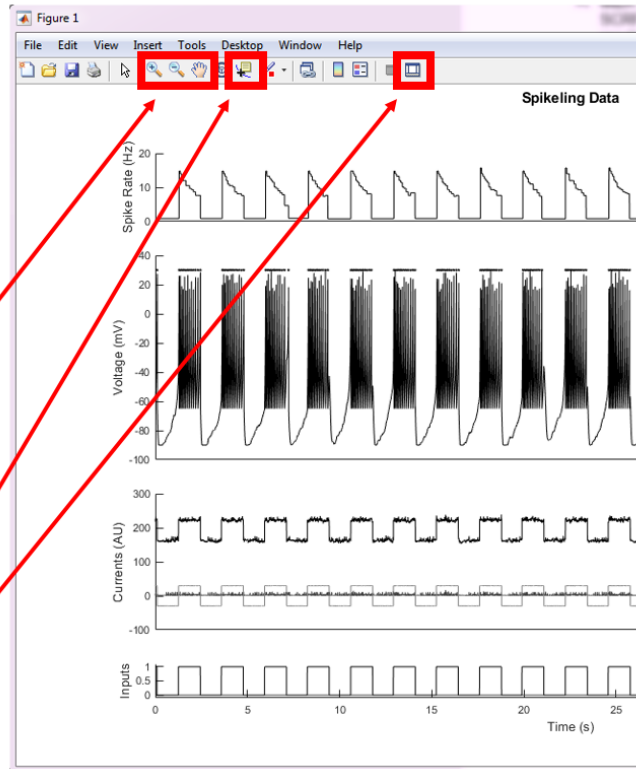 Figure 1
File Edit View Insert Tools Desktop Window Help
Spikeling Data
Spike Rate (Hz)
20
10
0
Voltage (mV)
40
20
0
-20
-40
-60
-80
-100
Currents (AU)
300
200
100
0
-100
Inputs
1
0.5
0
0 5 10 15 20 25
Time (s)